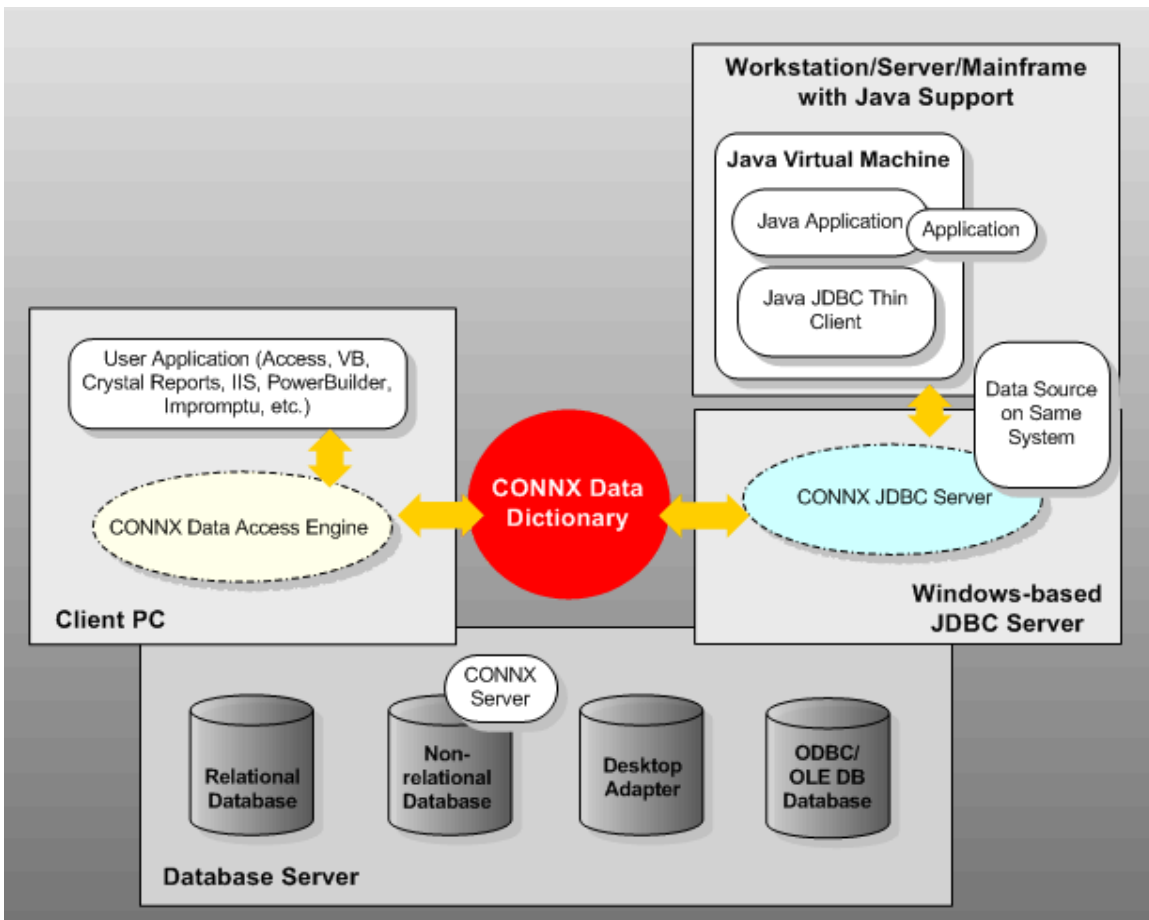 Workstation/Server/Mainframe
with Java Support
Java Virtual Machine
Java Application
Application
Java JDBC Thin
Client
User Application (Access, VB,
Crystal Reports, IIS, PowerBuilder,
Impromptu, etc.)
Data Source
on Same
System
CONNX Data Access Engine
CONNX Data
Dictionary
CONNX JDBC Server
Client PC
Windows-based
JDBC Server
CONNX
Server
Relational
Database
Non-
relational
Database
Desktop
Adapter
ODBC/
OLE DB
Database
Database Server